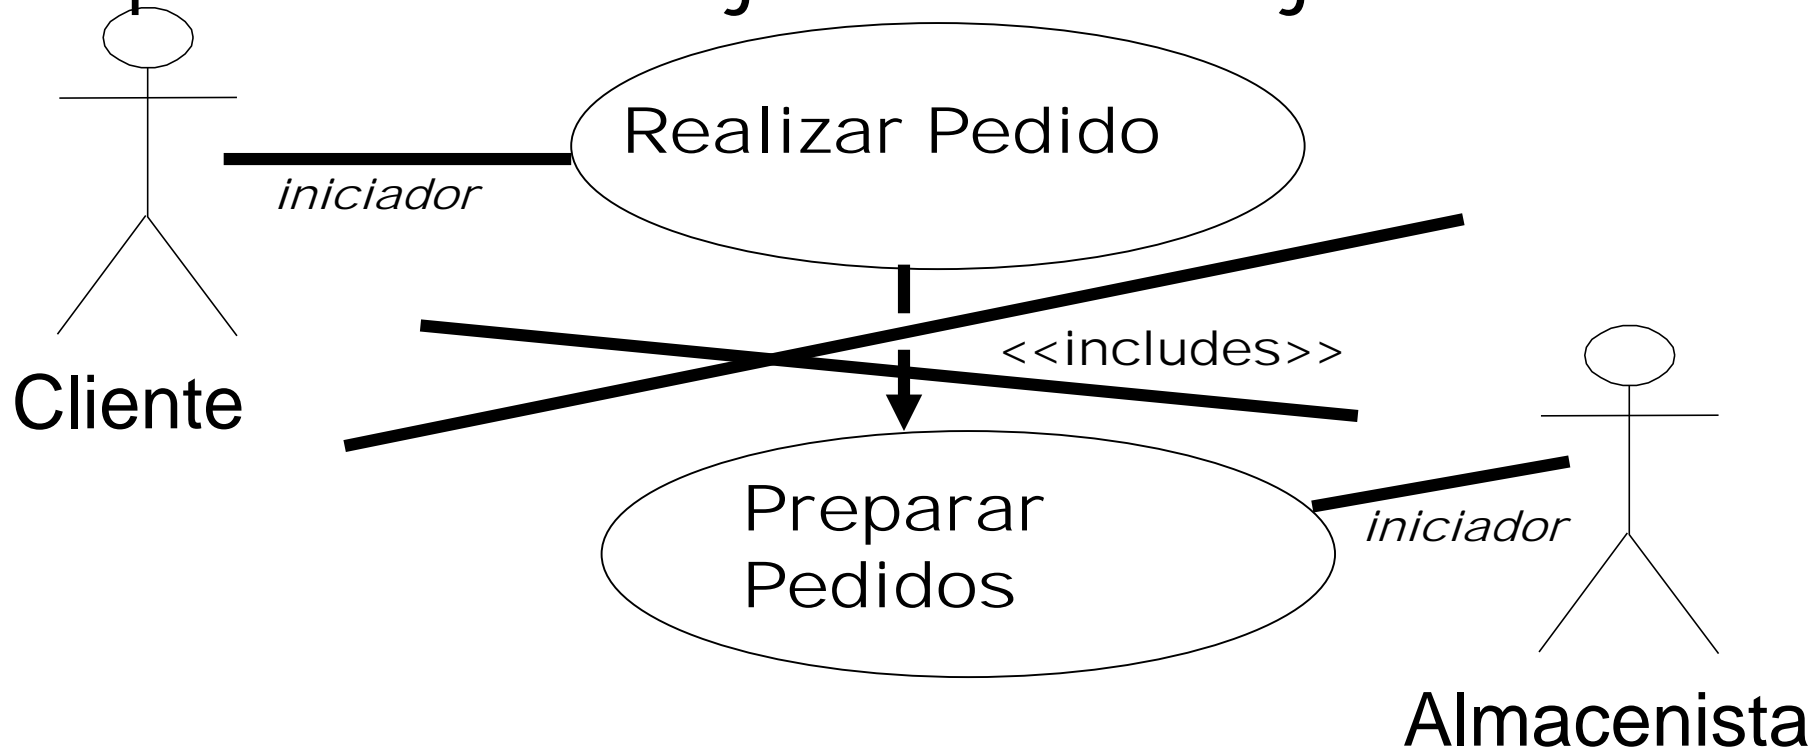 Realizar Pedido
iniciador
<<includes>>
Cliente
Preparar
Pedidos
iniciador
Almacenista